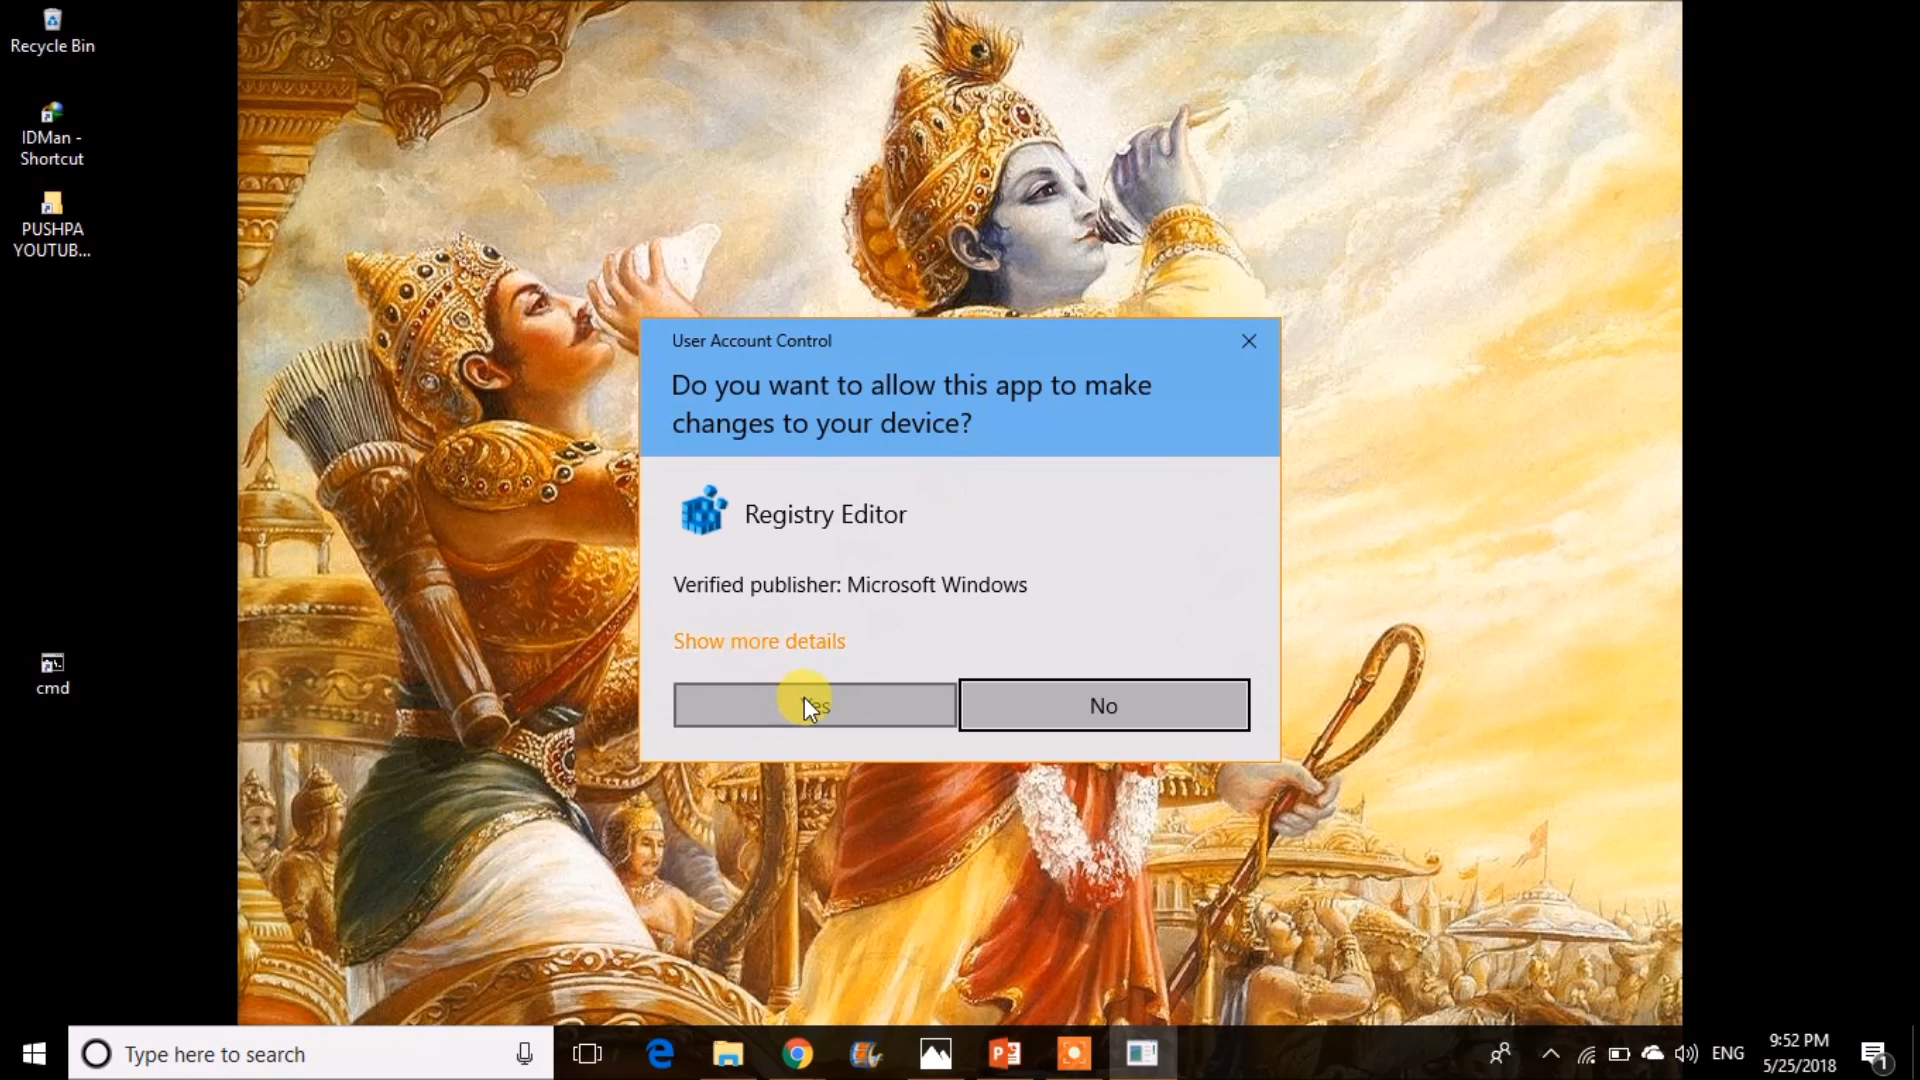 Recycle Bin
IDMan -
Shortcut
PUSHPA
YOUTUB...
cmd
User Account Control
Do you want to allow this app to make
changes to your device?
Registry Editor
Verified publisher: Microsoft Windows
Show more details
Yes
No
Type here to search
ENG
9:52 PM
5/25/2018
1